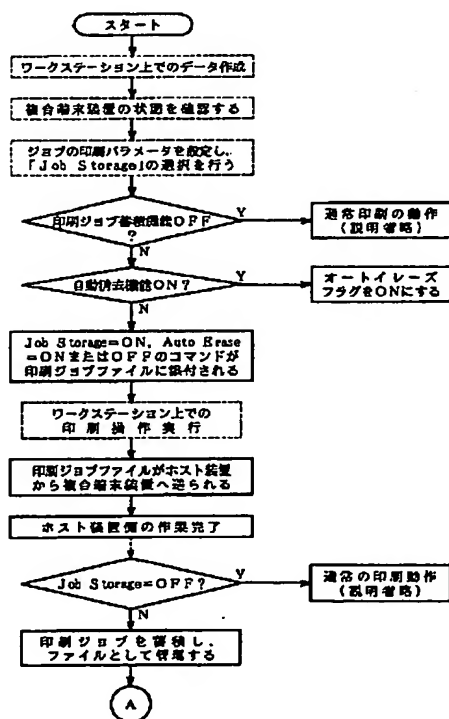 スタート
ワークステーション上でのデータ作成
複合端末装置の状態を確認する
ジョブの印刷パラメータを設定し、
「Job Storage」の選択を行う
印刷ジョブ蓄積機能OFF
?
Y
通常印刷の動作
(説明省略)
N
自動消去機能ON?
Y
オートイレーズ
フラグをONにする
N
Job Storage=ON, Auto Erase
=ONまたはOFFのコマンドが
印刷ジョブファイルに添付される
ワークステーション上での
印刷操作実行
印刷ジョブファイルがホスト装置
から複合端末装置へ送られる
ホスト装置側の作業完了
Job Storage=OFF?
Y
通常の印刷動作
(説明省略)
N
印刷ジョブを蓄積し、
ファイルとして管理する
A